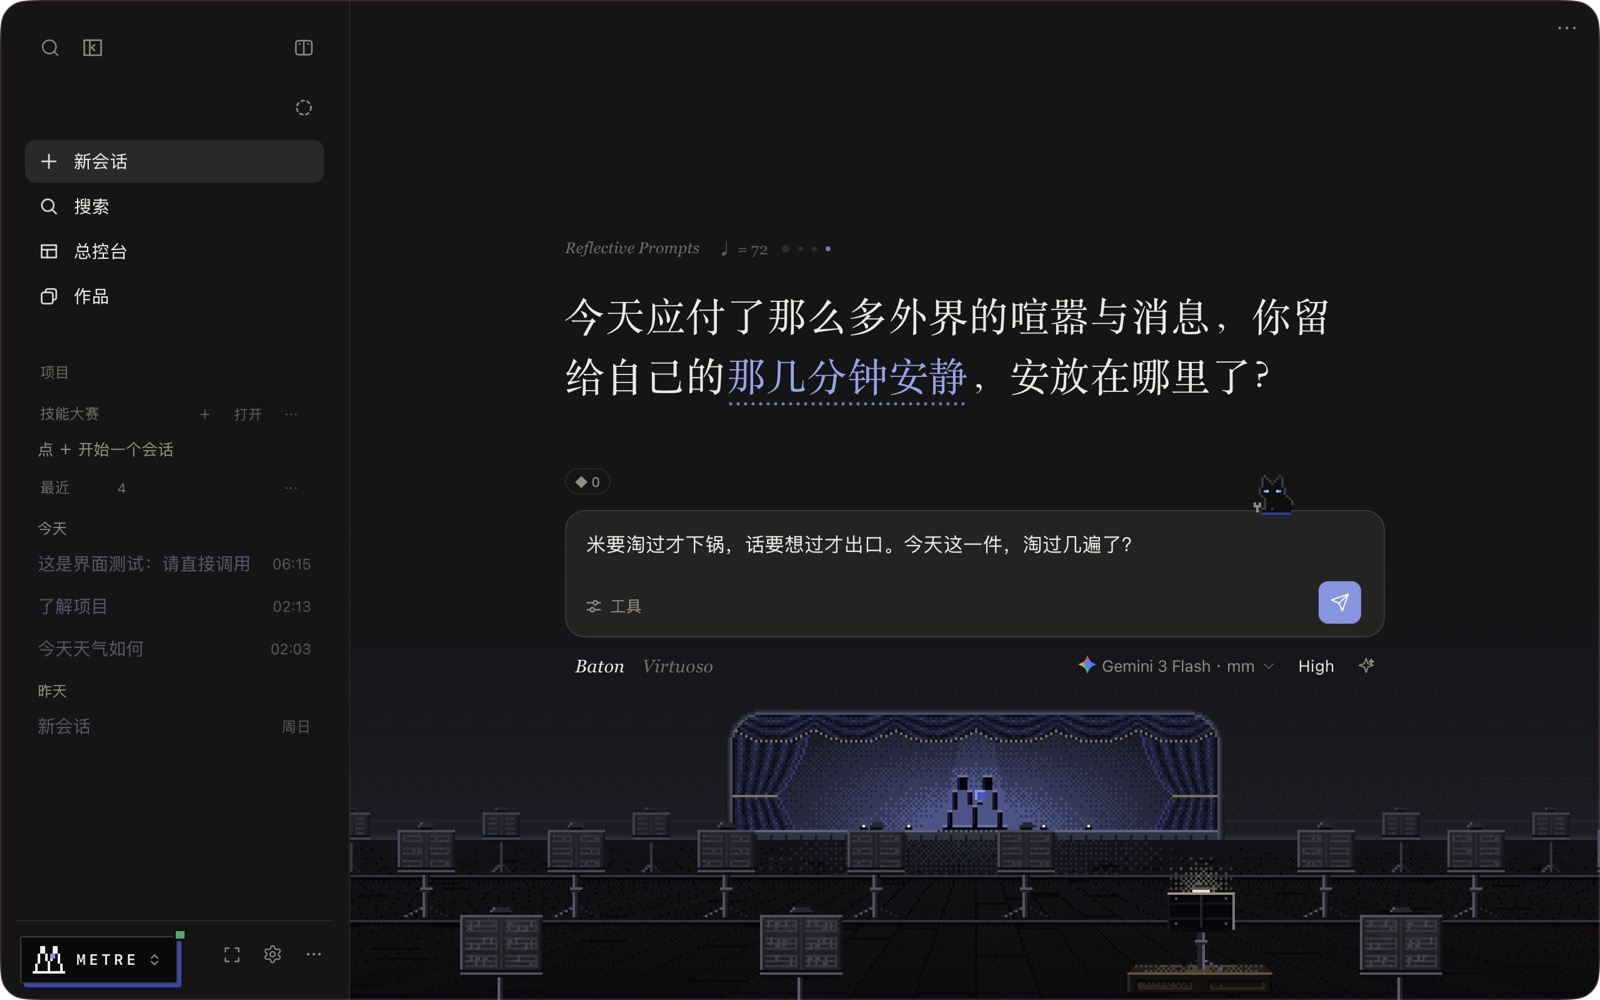 新会话
搜索
总控台
作品
项目
技能大赛 + 打开 ···
点 + 开始一个会话
最近 4 ···
今天
这是界面测试：请直接调用 06:15
了解项目 02:13
今天天气如何 02:03
昨天
新会话 周日
METRE
Reflective Prompts ♩ = 72
今天应付了那么多外界的喧嚣与消息，你留
给自己的那几分钟安静，安放在哪里了？
0
米要淘过才下锅，话要想过才出口。今天这一件，淘过几遍了？
工具
Baton Virtuoso
Gemini 3 Flash · mm High